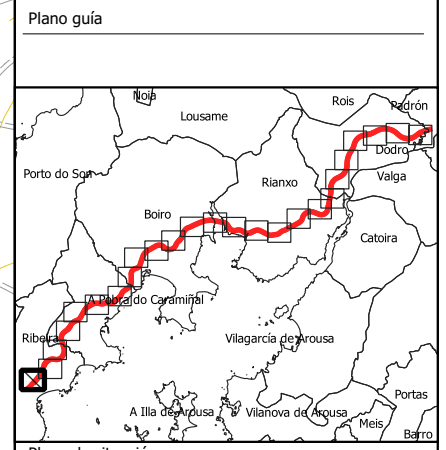 Plano guía
Noia
Lousame
Rois
Padrón
Dodro
Porto do Son
Rianxo
Valga
Boiro
Catoira
A Pobra do Caramiñal
Ribeira
Vilagarcía de Arousa
Portas
A Illa de Arousa
Vilanova de Arousa
Meis
Barro